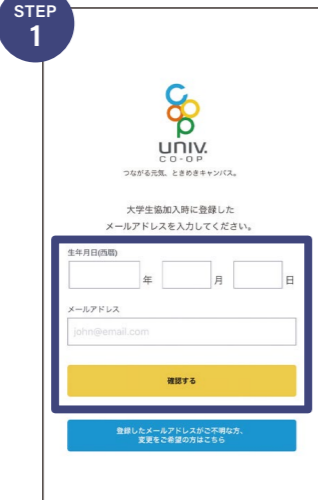 STEP
1
UNIV.
CO-OP
つながる元気、ときめきキャンパス。
大学生協加入時に登録した
メールアドレスを入力してください。
生年月日(西暦)
年 月 日
メールアドレス
john@email.com
確認する
登録したメールアドレスがご不明な方、
変更をご希望の方はこちら